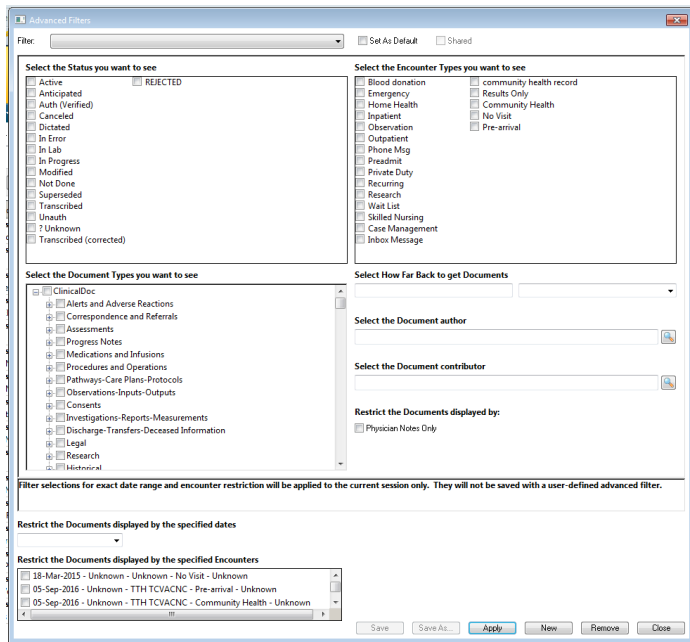 Advanced Filters
Filter: Set As Default Shared
Select the Status you want to see
Active REJECTED
Anticipated
Auth (Verified)
Canceled
Dictated
In Error
In Lab
In Progress
Modified
Not Done
Superseded
Transcribed
Unauth
? Unknown
Transcribed (corrected)
Select the Encounter Types you want to see
Blood donation community health record
Emergency Results Only
Home Health Community Health
Inpatient No Visit
Observation Pre-arrival
Outpatient
Phone Msg
Preadmit
Private Duty
Recurring
Research
Wait List
Skilled Nursing
Case Management
Inbox Message
Select the Document Types you want to see
ClinicalDoc
Alerts and Adverse Reactions
Correspondence and Referrals
Assessments
Progress Notes
Medications and Infusions
Procedures and Operations
Pathways-Care Plans-Protocols
Observations-Inputs-Outputs
Consents
Investigations-Reports-Measurements
Discharge-Transfers-Deceased Information
Legal
Research
Historical
Select How Far Back to get Documents
Select the Document author
Select the Document contributor
Restrict the Documents displayed by:
Physician Notes Only
Filter selections for exact date range and encounter restriction will be applied to the current session only. They will not be saved with a user-defined advanced filter.
Restrict the Documents displayed by the specified dates
Restrict the Documents displayed by the specified Encounters
18-Mar-2015 - Unknown - Unknown - No Visit - Unknown
05-Sep-2016 - Unknown - TTH TCVACNC - Pre-arrival - Unknown
05-Sep-2016 - Unknown - TTH TCVACNC - Community Health - Unknown
Save Save As... Apply New Remove Close